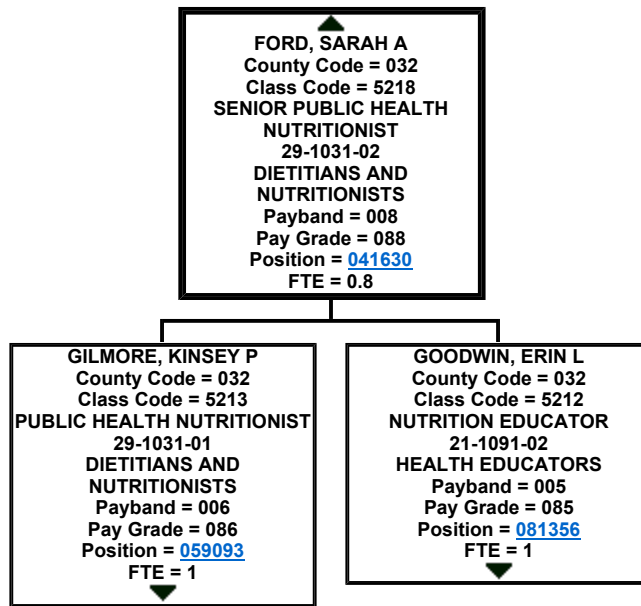 FORD, SARAH A
County Code = 032
Class Code = 5218
SENIOR PUBLIC HEALTH
NUTRITIONIST
29-1031-02
DIETITIANS AND
NUTRITIONISTS
Payband = 008
Pay Grade = 088
Position = 041630
FTE = 0.8
GILMORE, KINSEY P
County Code = 032
Class Code = 5213
PUBLIC HEALTH NUTRITIONIST
29-1031-01
DIETITIANS AND
NUTRITIONISTS
Payband = 006
Pay Grade = 086
Position = 059093
FTE = 1
GOODWIN, ERIN L
County Code = 032
Class Code = 5212
NUTRITION EDUCATOR
21-1091-02
HEALTH EDUCATORS
Payband = 005
Pay Grade = 085
Position = 081356
FTE = 1